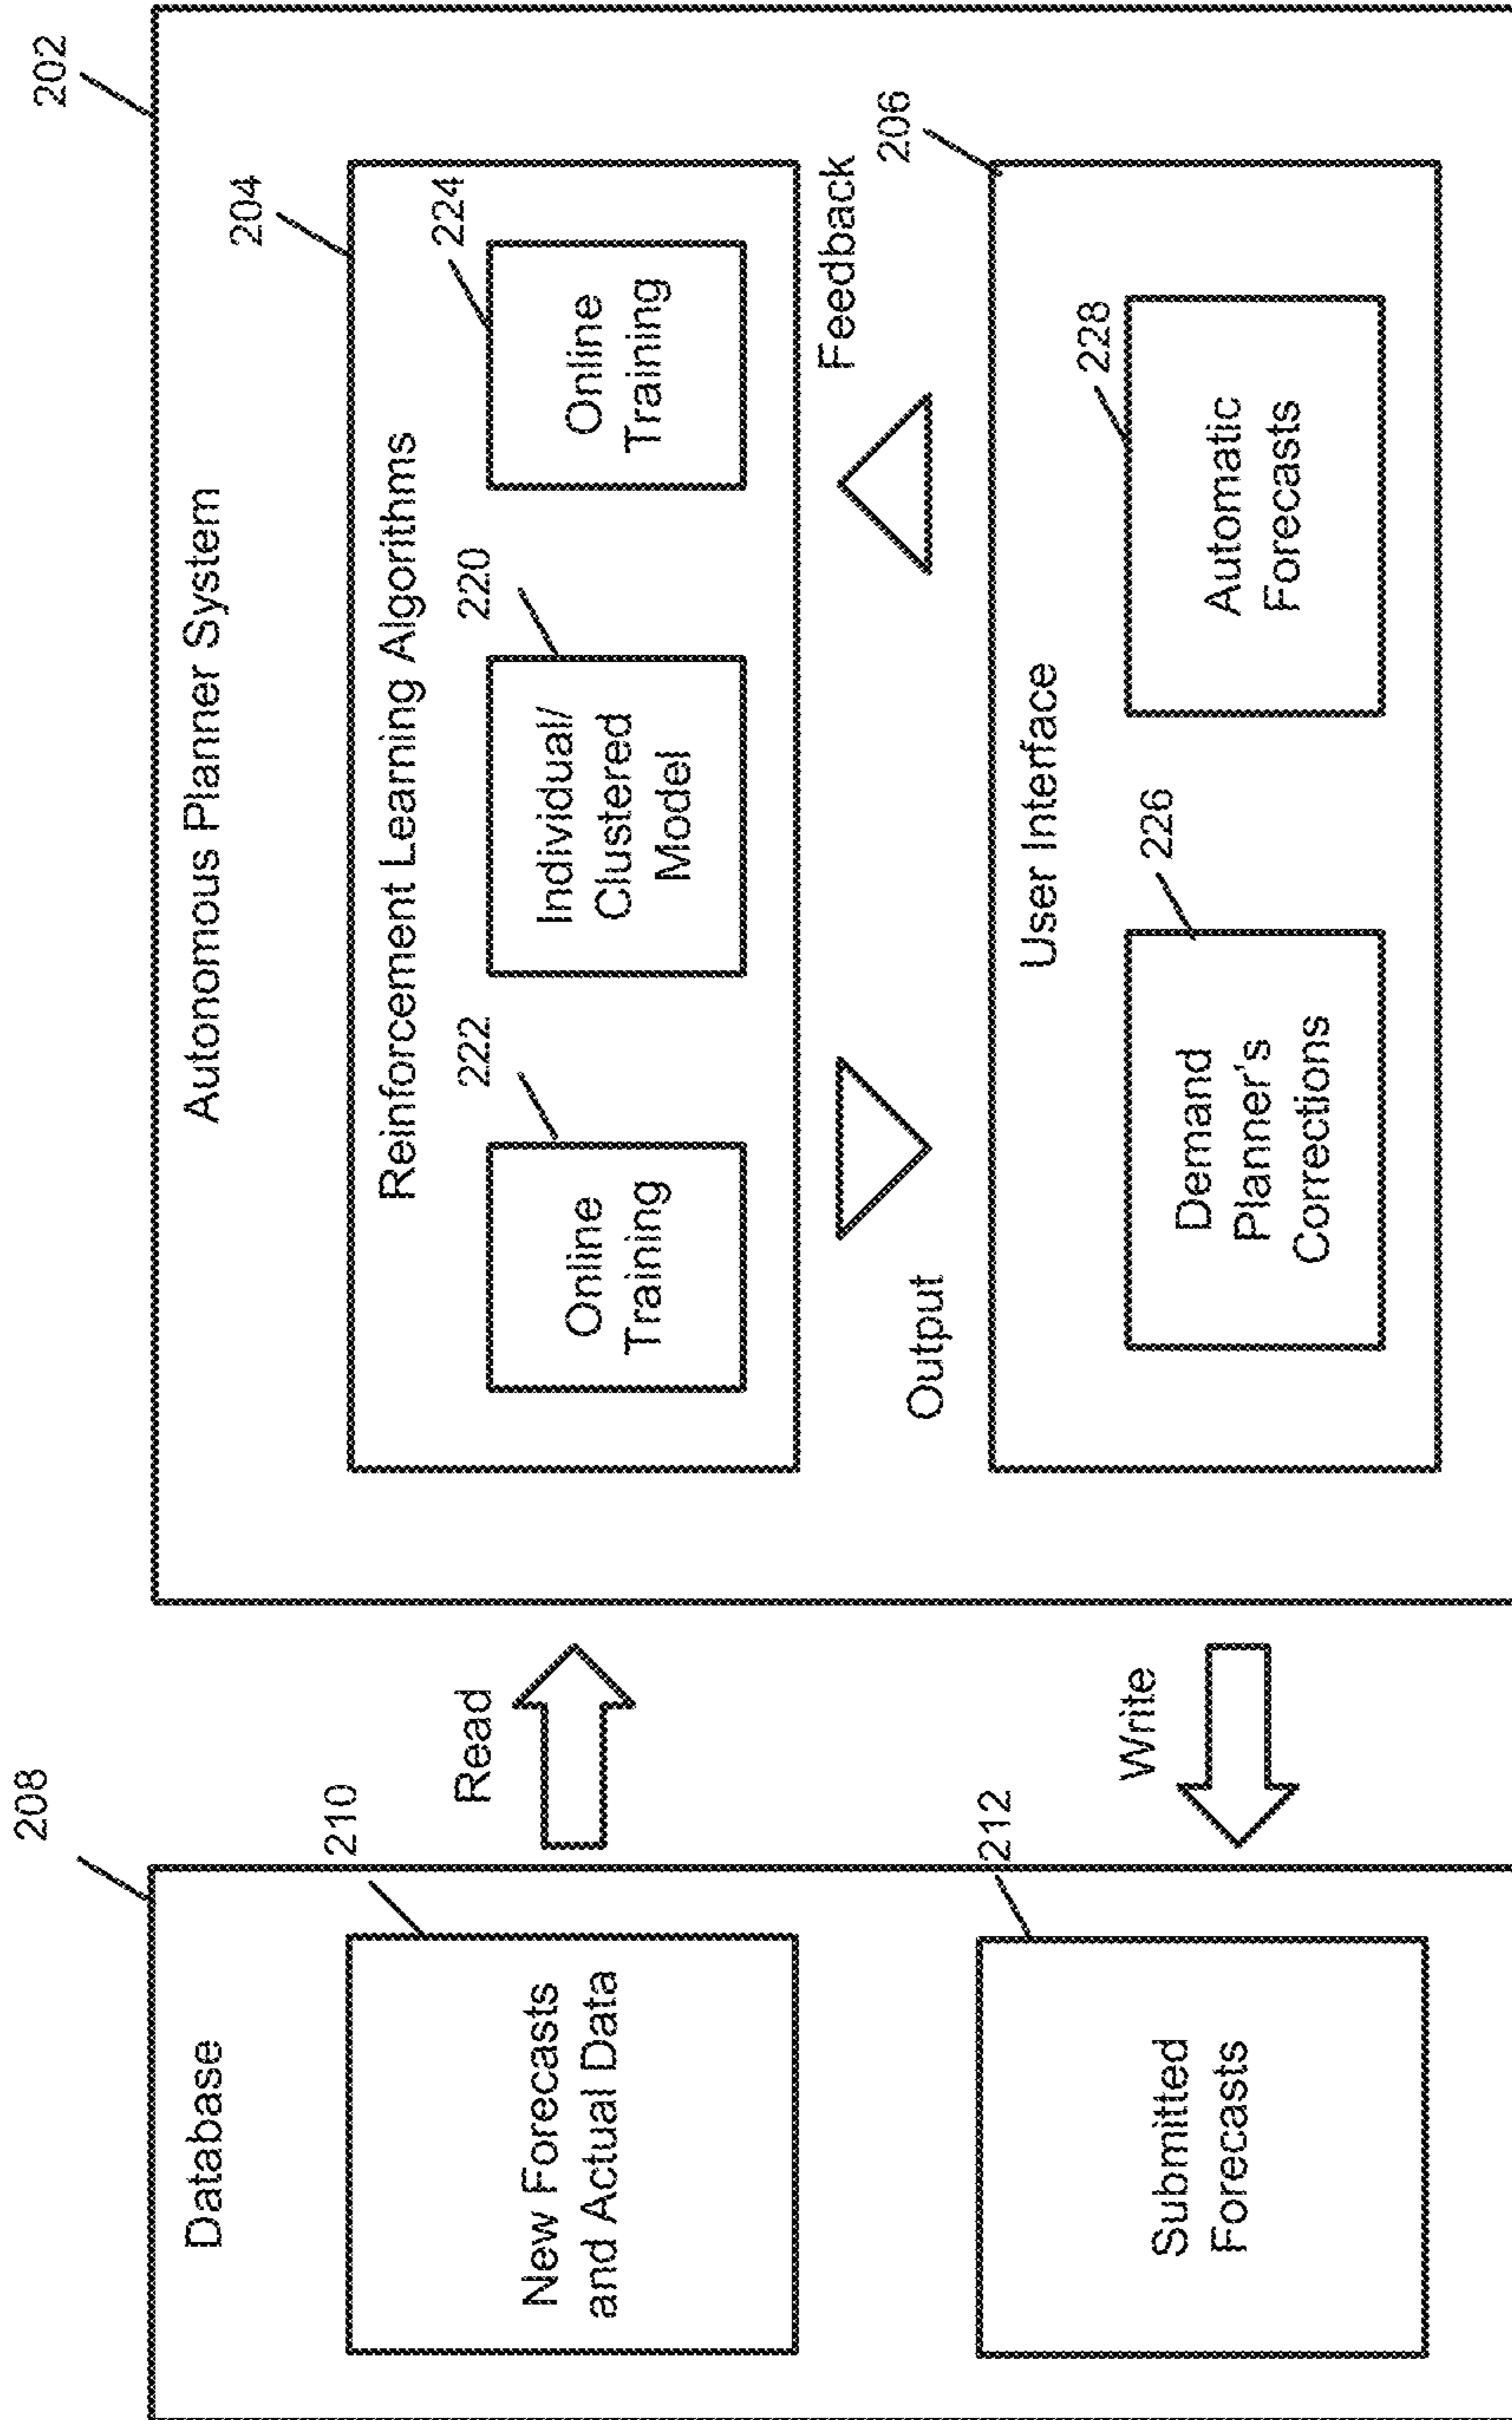 208
Database
210
New Forecasts
and Actual Data
212
Submitted
Forecasts
Read
Write
202
Autonomous Planner System
204
Reinforcement Learning Algorithms
222
Online
Training
220
Individual/
Clustered
Model
224
Online
Training
Output
Feedback
206
User Interface
226
Demand
Planner's
Corrections
228
Automatic
Forecasts